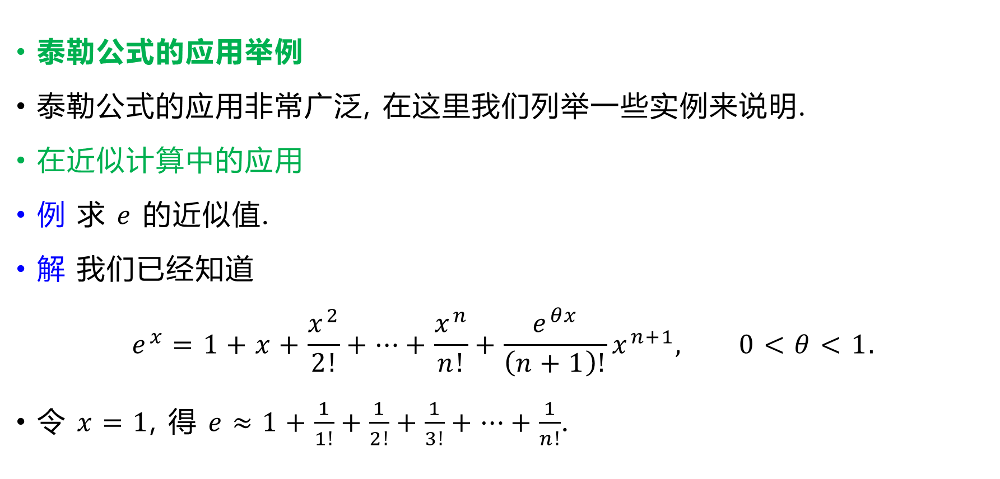 • 泰勒公式的应用举例
• 泰勒公式的应用非常广泛, 在这里我们列举一些实例来说明.
• 在近似计算中的应用
• 例 求 e 的近似值.
• 解 我们已经知道
$e^x = 1 + x + \frac{x^2}{2!} + \cdots + \frac{x^n}{n!} + \frac{e^{\theta x}}{(n+1)!} x^{n+1}, \quad 0 < \theta < 1.$
• 令 $x = 1$, 得 $e \approx 1 + \frac{1}{1!} + \frac{1}{2!} + \frac{1}{3!} + \cdots + \frac{1}{n!}.$